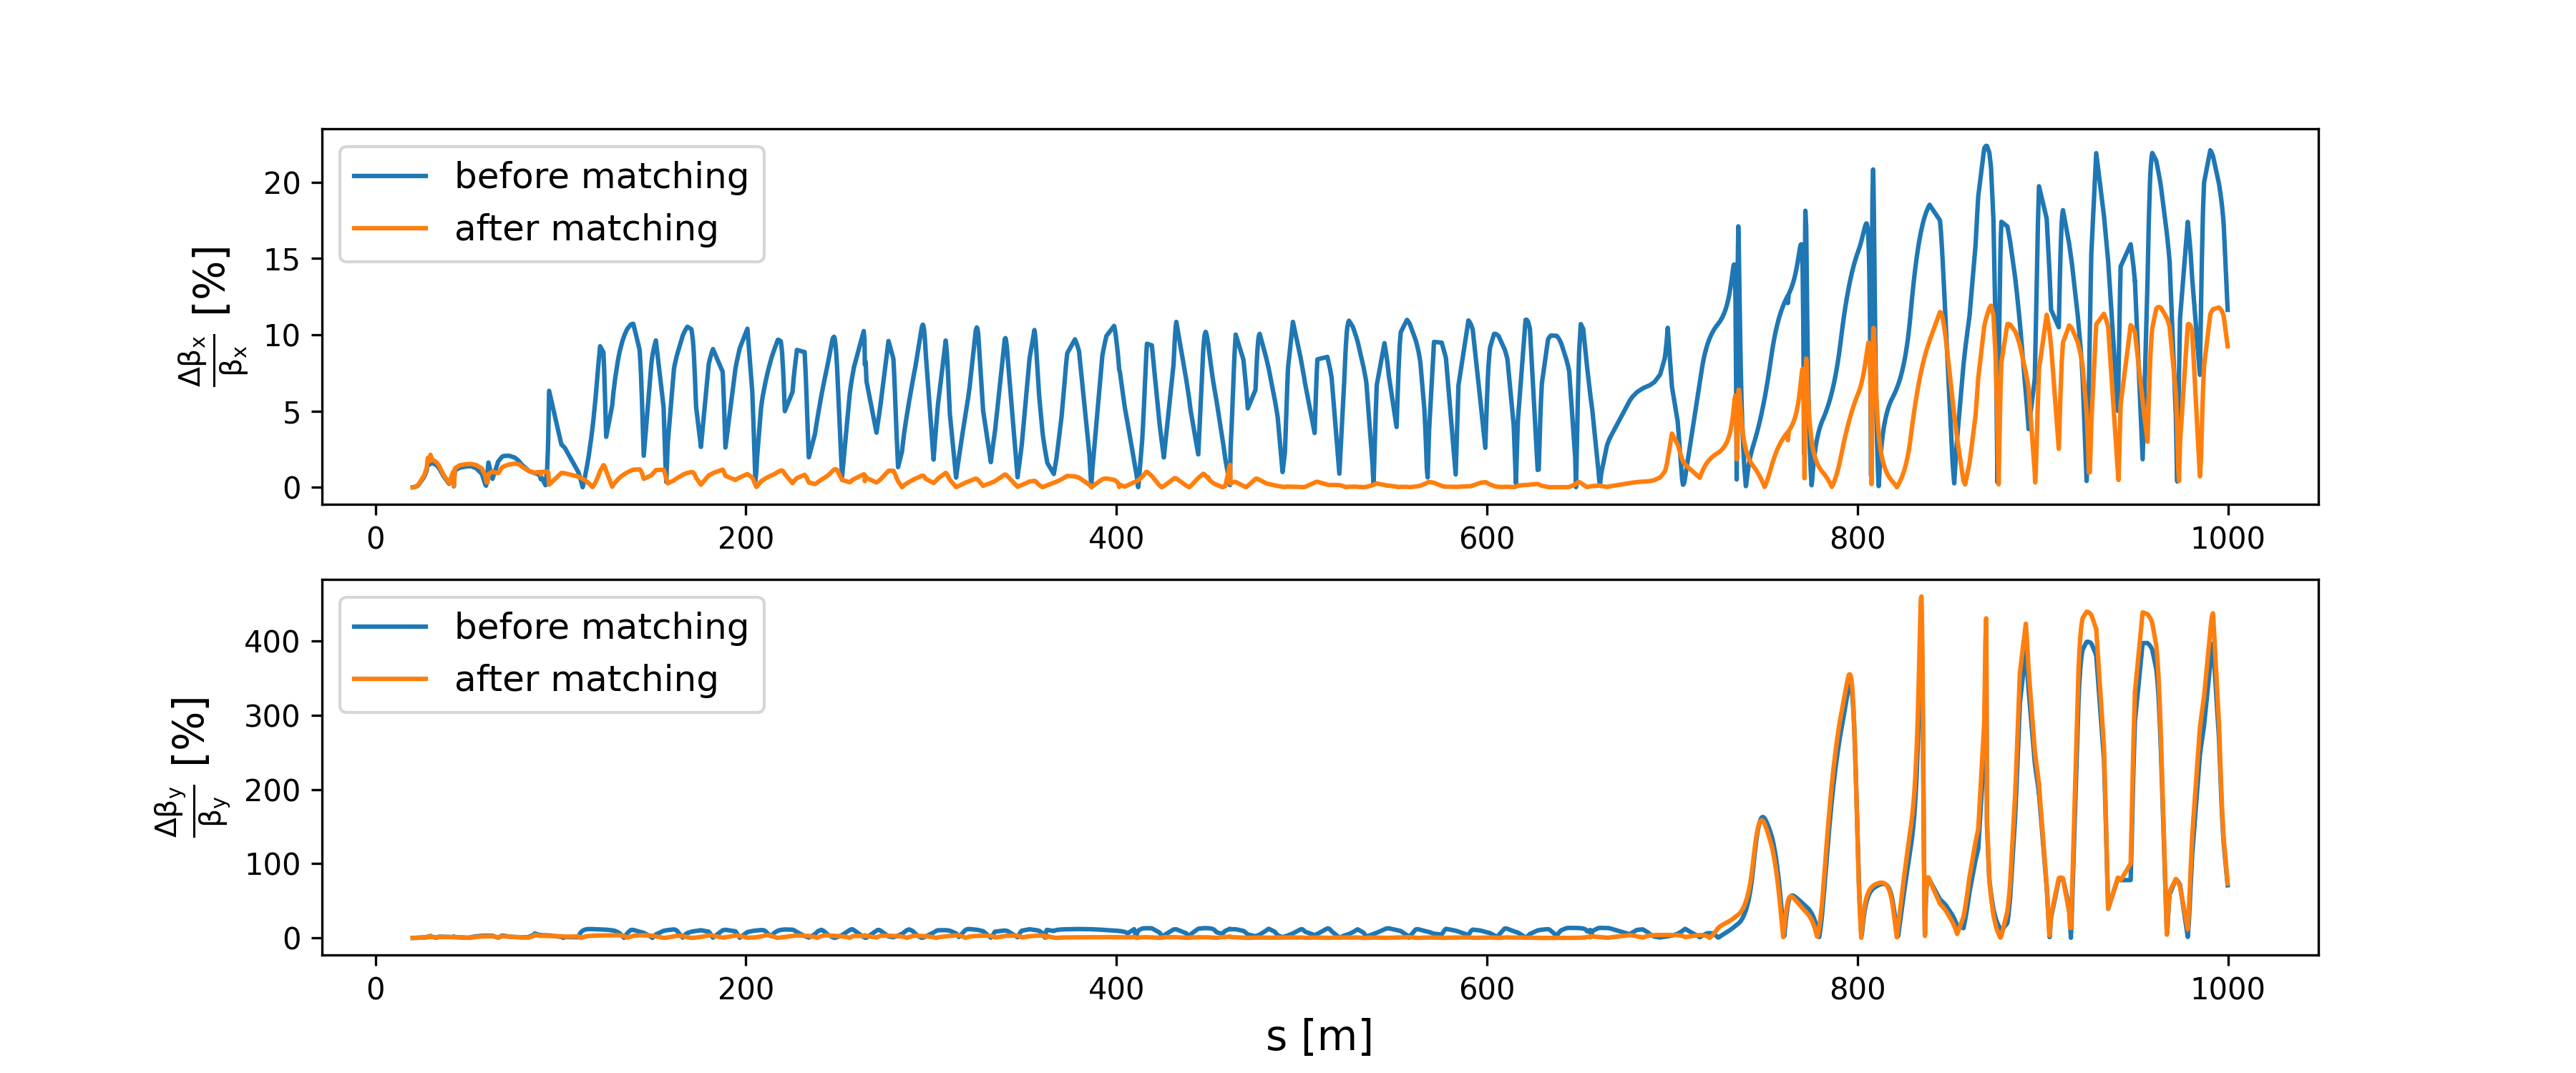 before matching
after matching
20
15
10
5
0
Δβx
βx
[%]
0 200 400 600 800 1000
before matching
after matching
400
300
200
100
0
Δβy
βy
[%]
0 200 400 600 800 1000
s [m]